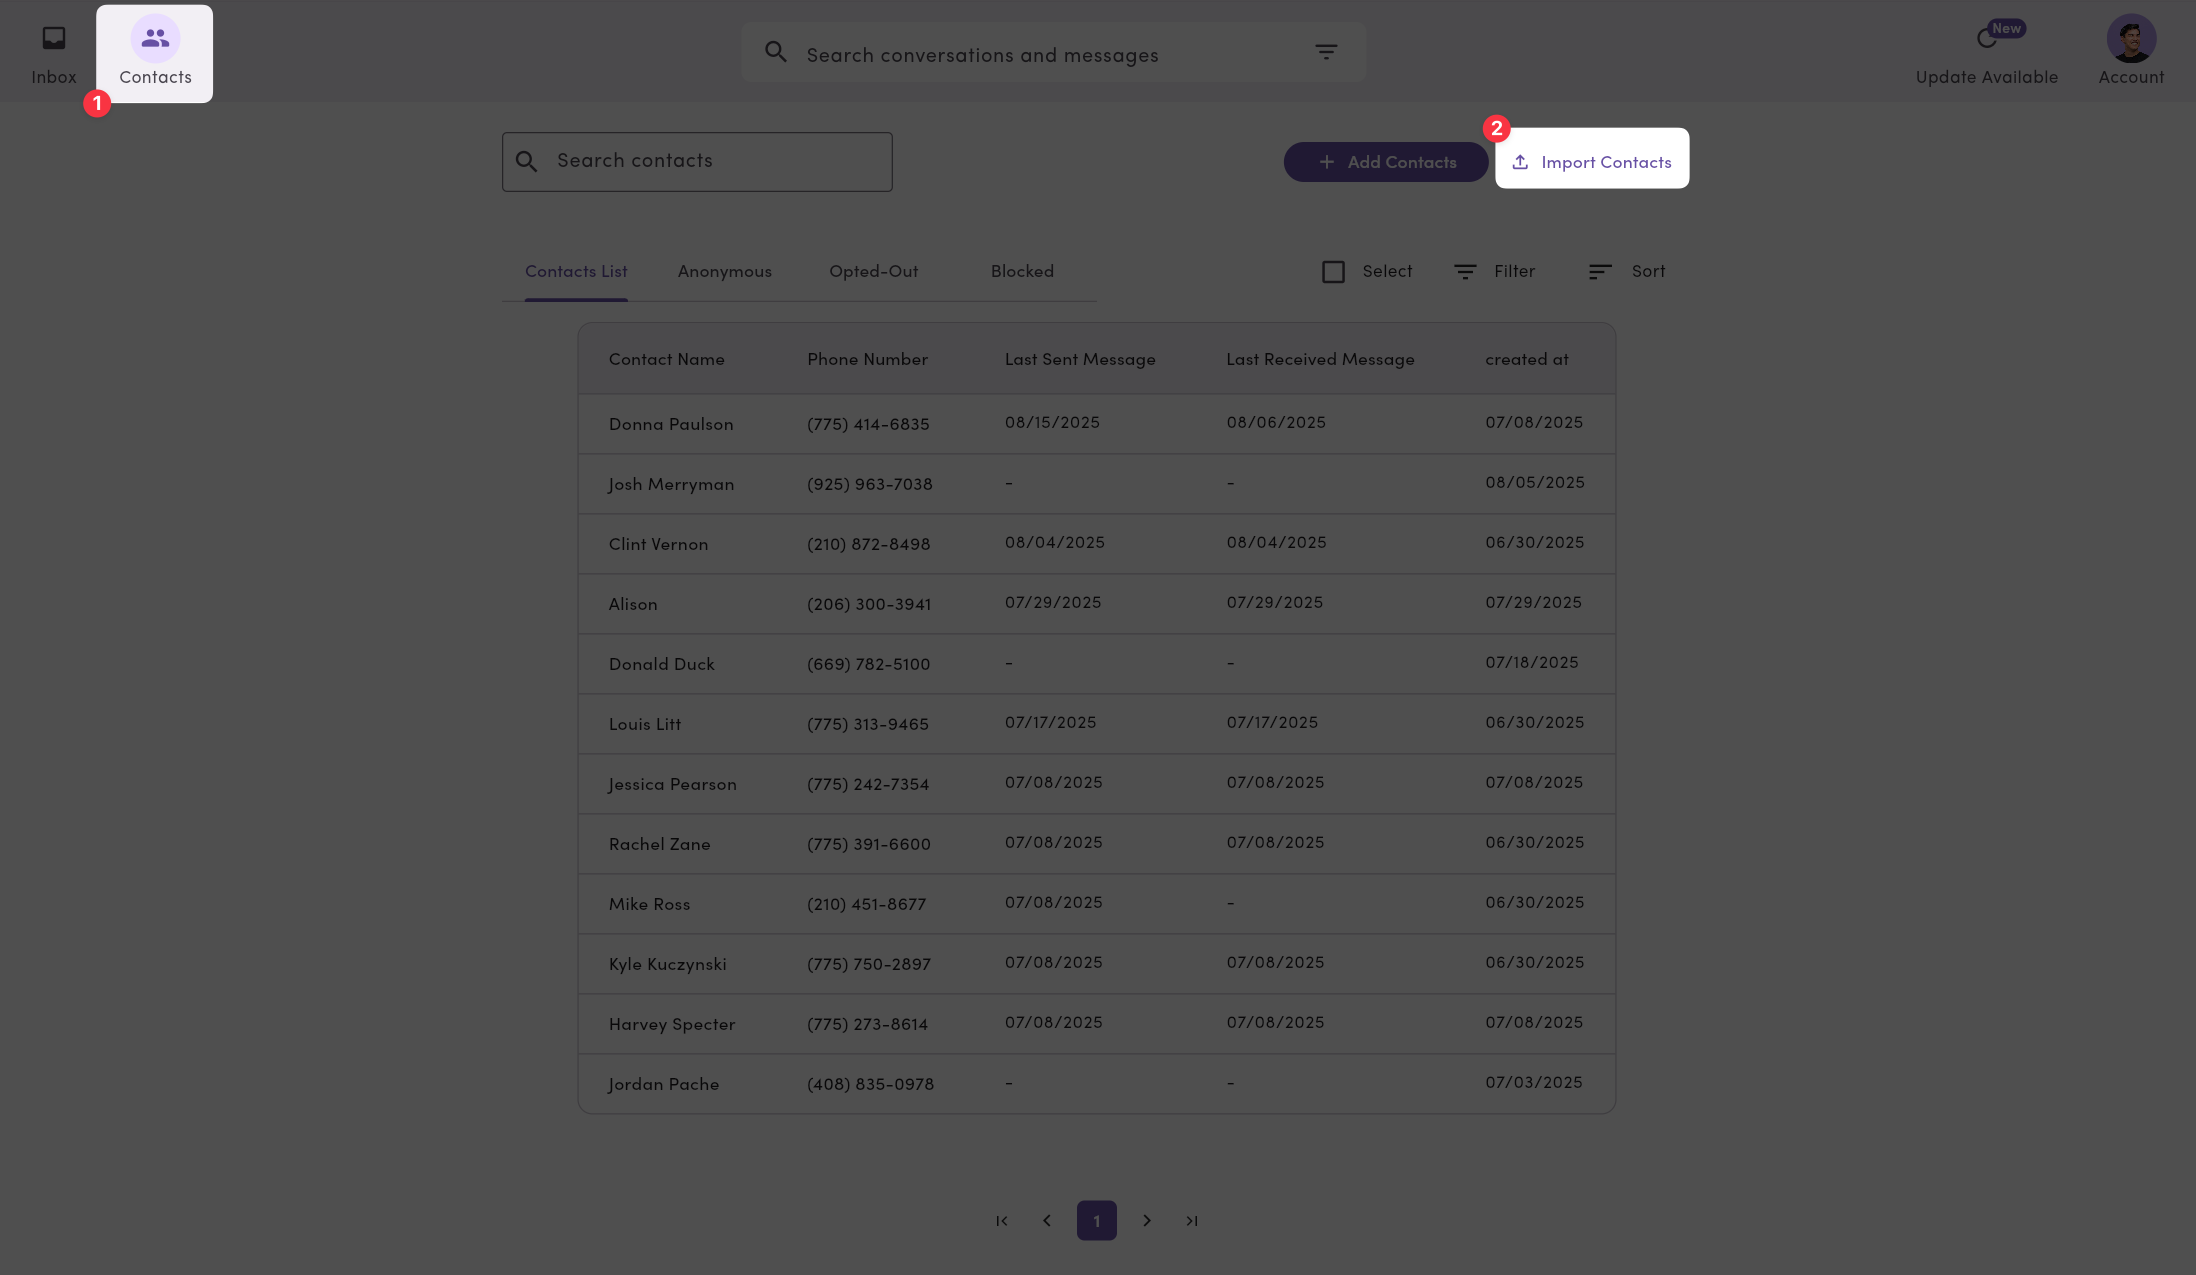 Inbox
Contacts
1
Search conversations and messages
New
Update Available
Account
Search contacts
Add Contacts
2
Import Contacts
Contacts List Anonymous Opted-Out Blocked
Select Filter Sort
Contact Name Phone Number Last Sent Message Last Received Message created at
Donna Paulson (775) 414-6835 08/15/2025 08/06/2025 07/08/2025
Josh Merryman (925) 963-7038 - - 08/05/2025
Clint Vernon (210) 872-8498 08/04/2025 08/04/2025 06/30/2025
Alison (206) 300-3941 07/29/2025 07/29/2025 07/29/2025
Donald Duck (669) 782-5100 - - 07/18/2025
Louis Litt (775) 313-9465 07/17/2025 07/17/2025 06/30/2025
Jessica Pearson (775) 242-7354 07/08/2025 07/08/2025 07/08/2025
Rachel Zane (775) 391-6600 07/08/2025 07/08/2025 06/30/2025
Mike Ross (210) 451-8677 07/08/2025 - 06/30/2025
Kyle Kuczynski (775) 750-2897 07/08/2025 07/08/2025 06/30/2025
Harvey Specter (775) 273-8614 07/08/2025 07/08/2025 07/08/2025
Jordan Pache (408) 835-0978 - - 07/03/2025
1